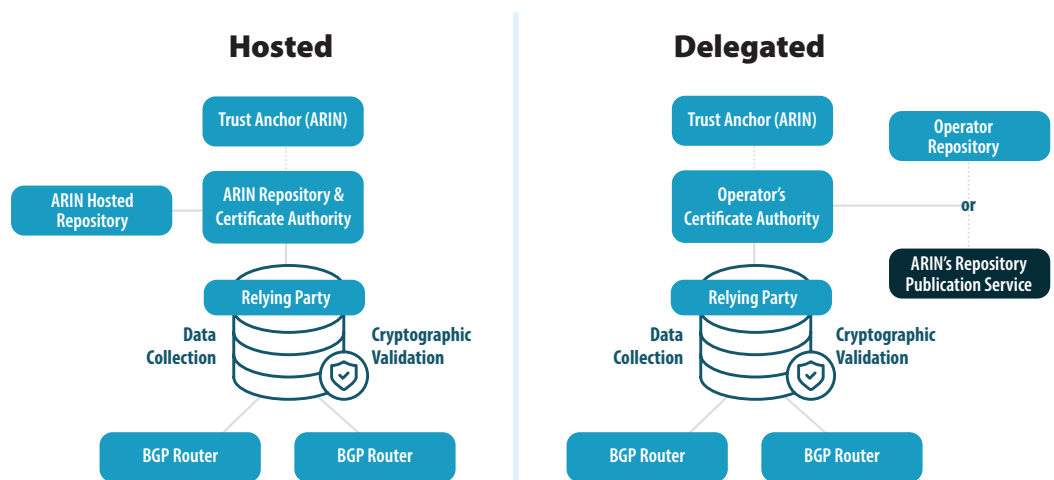 Hosted
Trust Anchor (ARIN)
ARIN Hosted
Repository
ARIN Repository &
Certificate Authority
Relying Party
Data
Collection
Cryptographic
Validation
BGP Router
BGP Router
Delegated
Trust Anchor (ARIN)
Operator
Repository
Operator's
Certificate Authority
or
ARIN's Repository
Publication Service
Relying Party
Data
Collection
Cryptographic
Validation
BGP Router
BGP Router